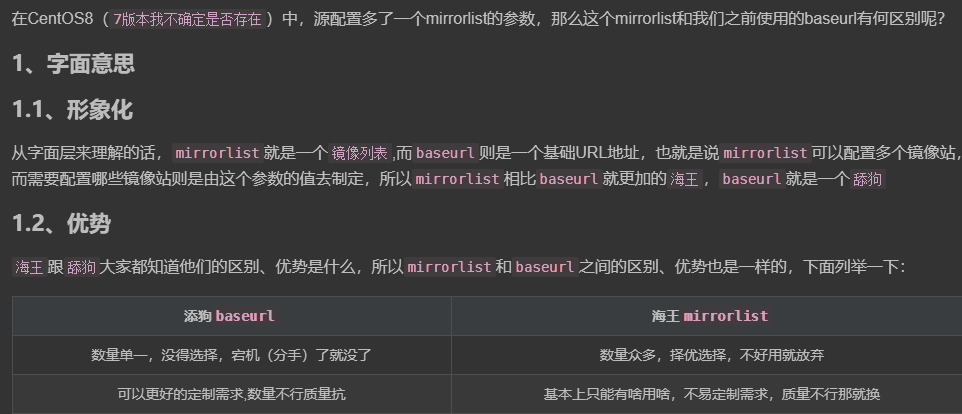 在CentOS8（7版本我不确定是否存在）中，源配置多了一个mirrorlist的参数，那么这个mirrorlist和我们之前使用的baseurl有何区别呢？
1、字面意思
1.1、形象化
从字面层来理解的话，mirrorlist就是一个镜像列表,而baseurl则是一个基础URL地址，也就是说mirrorlist可以配置多个镜像站，
而需要配置哪些镜像站则是由这个参数的值去制定，所以mirrorlist相比baseurl就更加的海王，baseurl就是一个舔狗
1.2、优势
海王跟舔狗大家都知道他们的区别、优势是什么，所以mirrorlist和baseurl之间的区别、优势也是一样的，下面列举一下：
添狗 baseurl 海王 mirrorlist
数量单一，没得选择，宕机（分手）了就没了 数量众多，择优选择，不好用就放弃
可以更好的定制需求,数量不行质量抗 基本上只能有啥用啥，不易定制需求，质量不行那就换